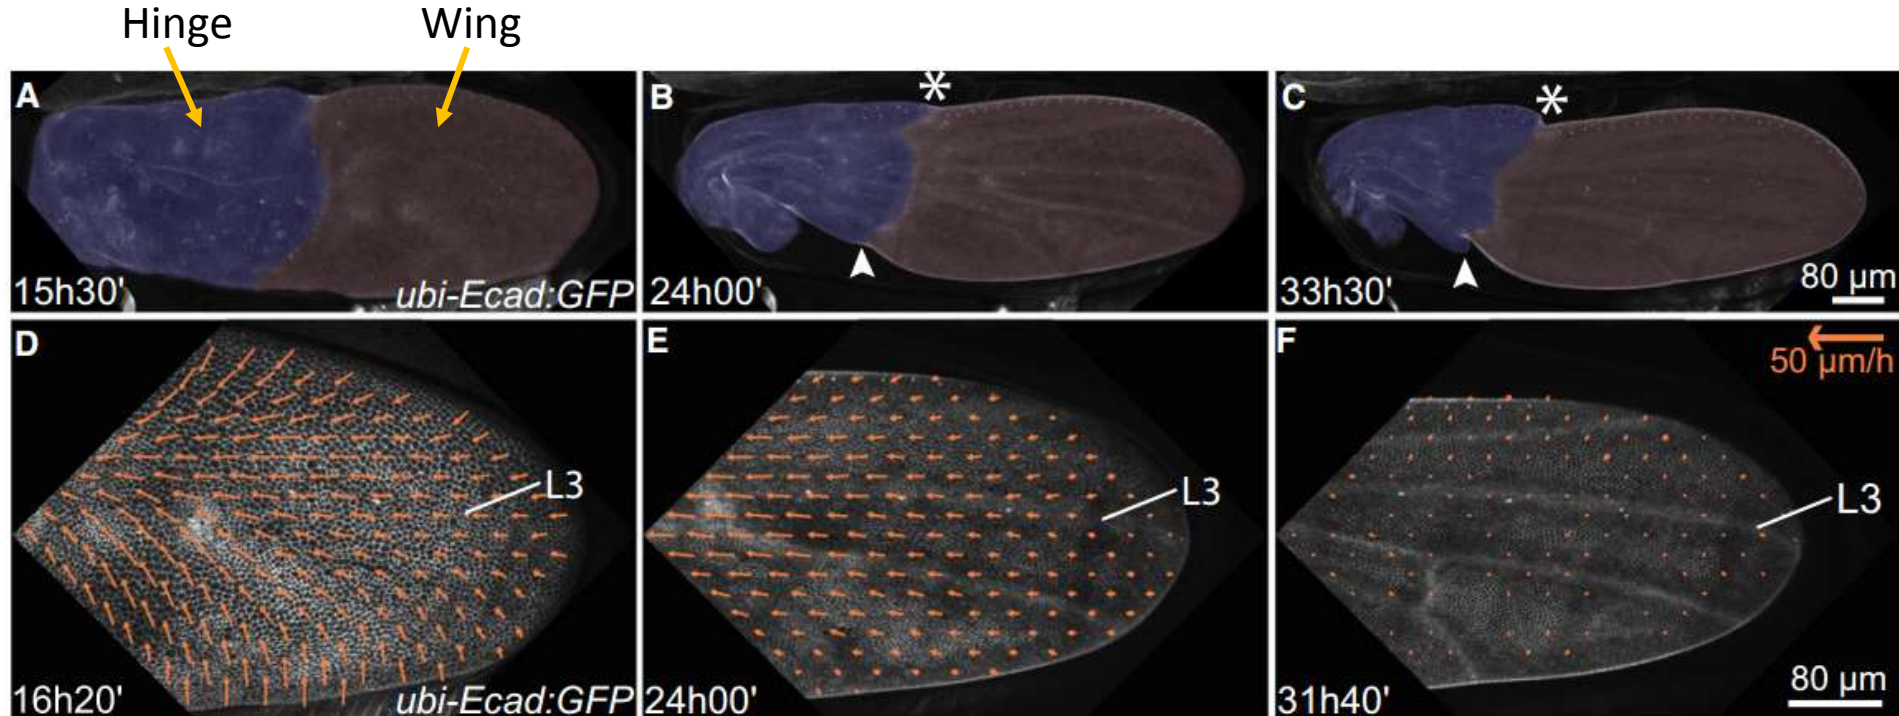 Hinge
Wing
A
15h30'
ubi-Ecad:GFP
B
*
24h00'
C
*
33h30'
80 µm
D
L3
16h20'
ubi-Ecad:GFP
E
L3
24h00'
F
50 µm/h
L3
31h40'
80 µm